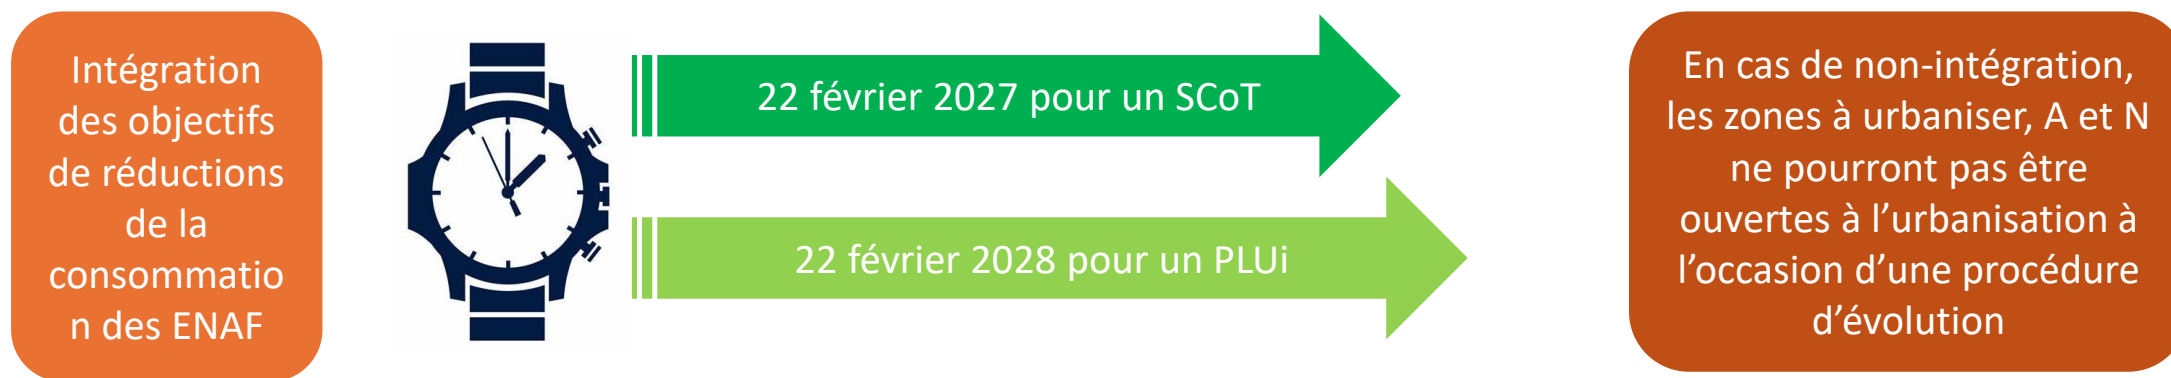 Intégration
des objectifs
de réductions
de la
consommatio
n des ENAF
22 février 2027 pour un SCoT
22 février 2028 pour un PLUi
En cas de non-intégration,
les zones à urbaniser, A et N
ne pourront pas être
ouvertes à l’urbanisation à
l’occasion d’une procédure
d’évolution